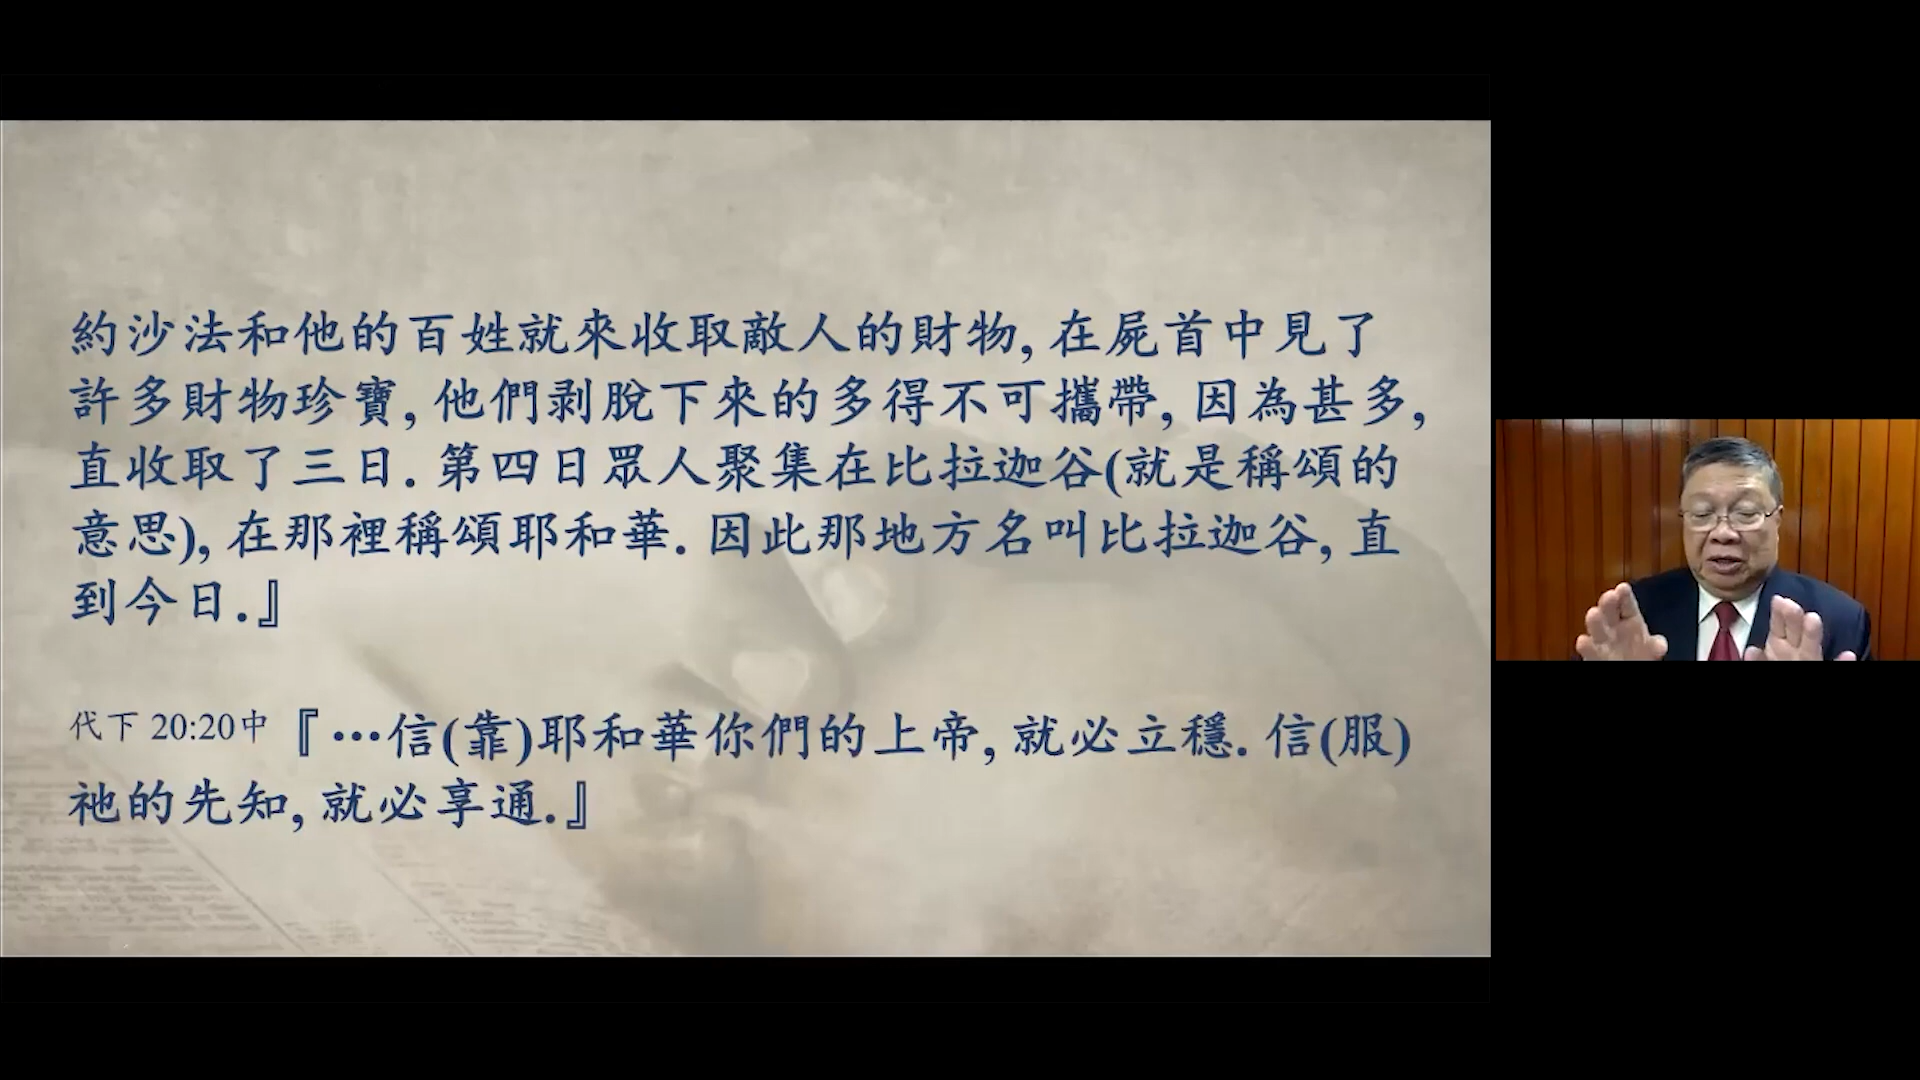 約沙法和他的百姓就來收取敵人的財物, 在屍首中見了
許多財物珍寶, 他們剥脫下來的多得不可攜帶, 因為甚多,
直收取了三日. 第四日眾人聚集在比拉迦谷(就是稱頌的
意思), 在那裡稱頌耶和華. 因此那地方名叫比拉迦谷, 直
到今日.』
代下 20:20中『…信(靠)耶和華你們的上帝, 就必立穩. 信(服)
祂的先知, 就必享通.』